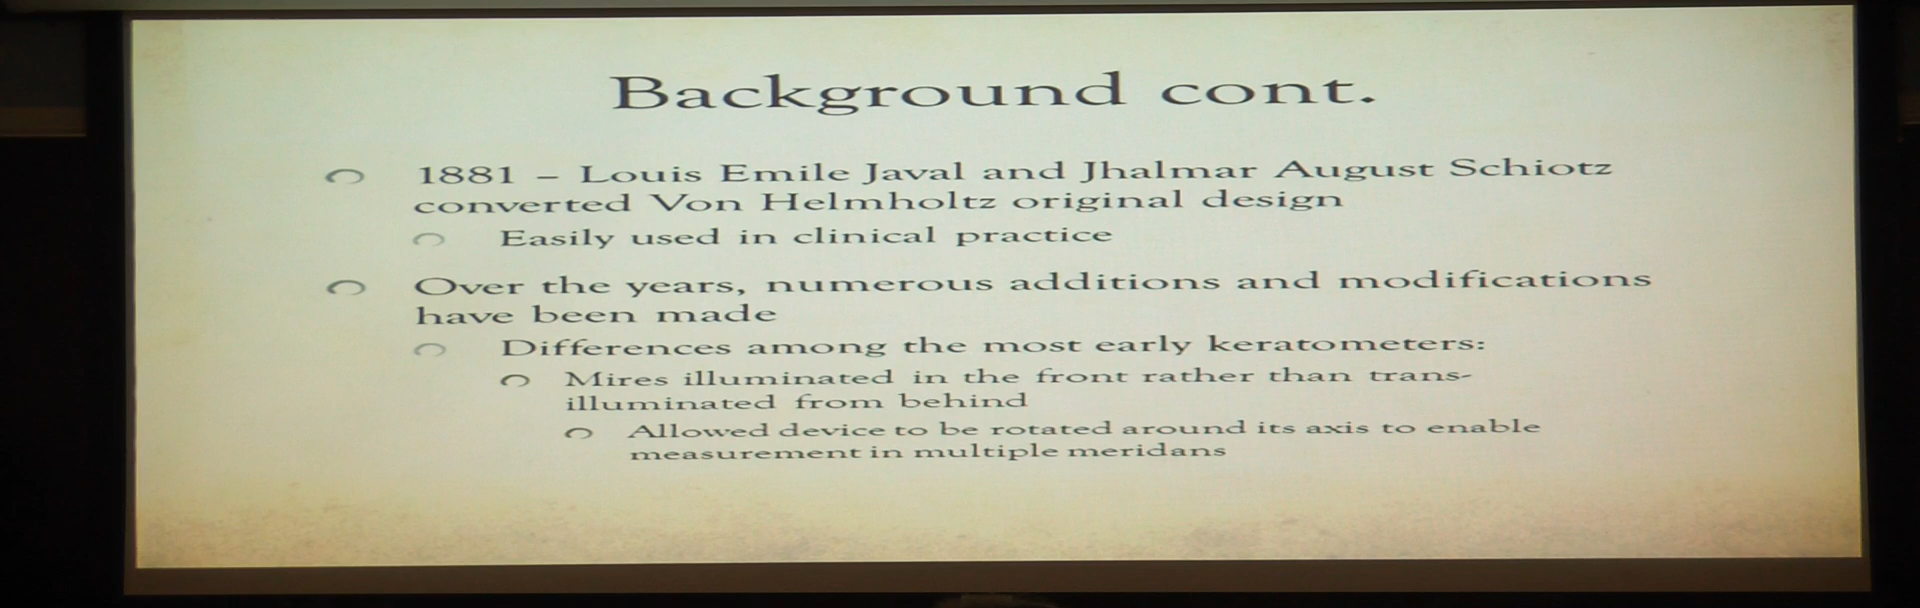 Background cont.
1881 – Louis Emile Javal and Jhalmar August Schiotz
converted Von Helmholtz original design
Easily used in clinical practice
Over the years, numerous additions and modifications
have been made
Differences among the most early keratometers:
Mires illuminated in the front rather than trans-
illuminated from behind
Allowed device to be rotated around its axis to enable
measurement in multiple meridans